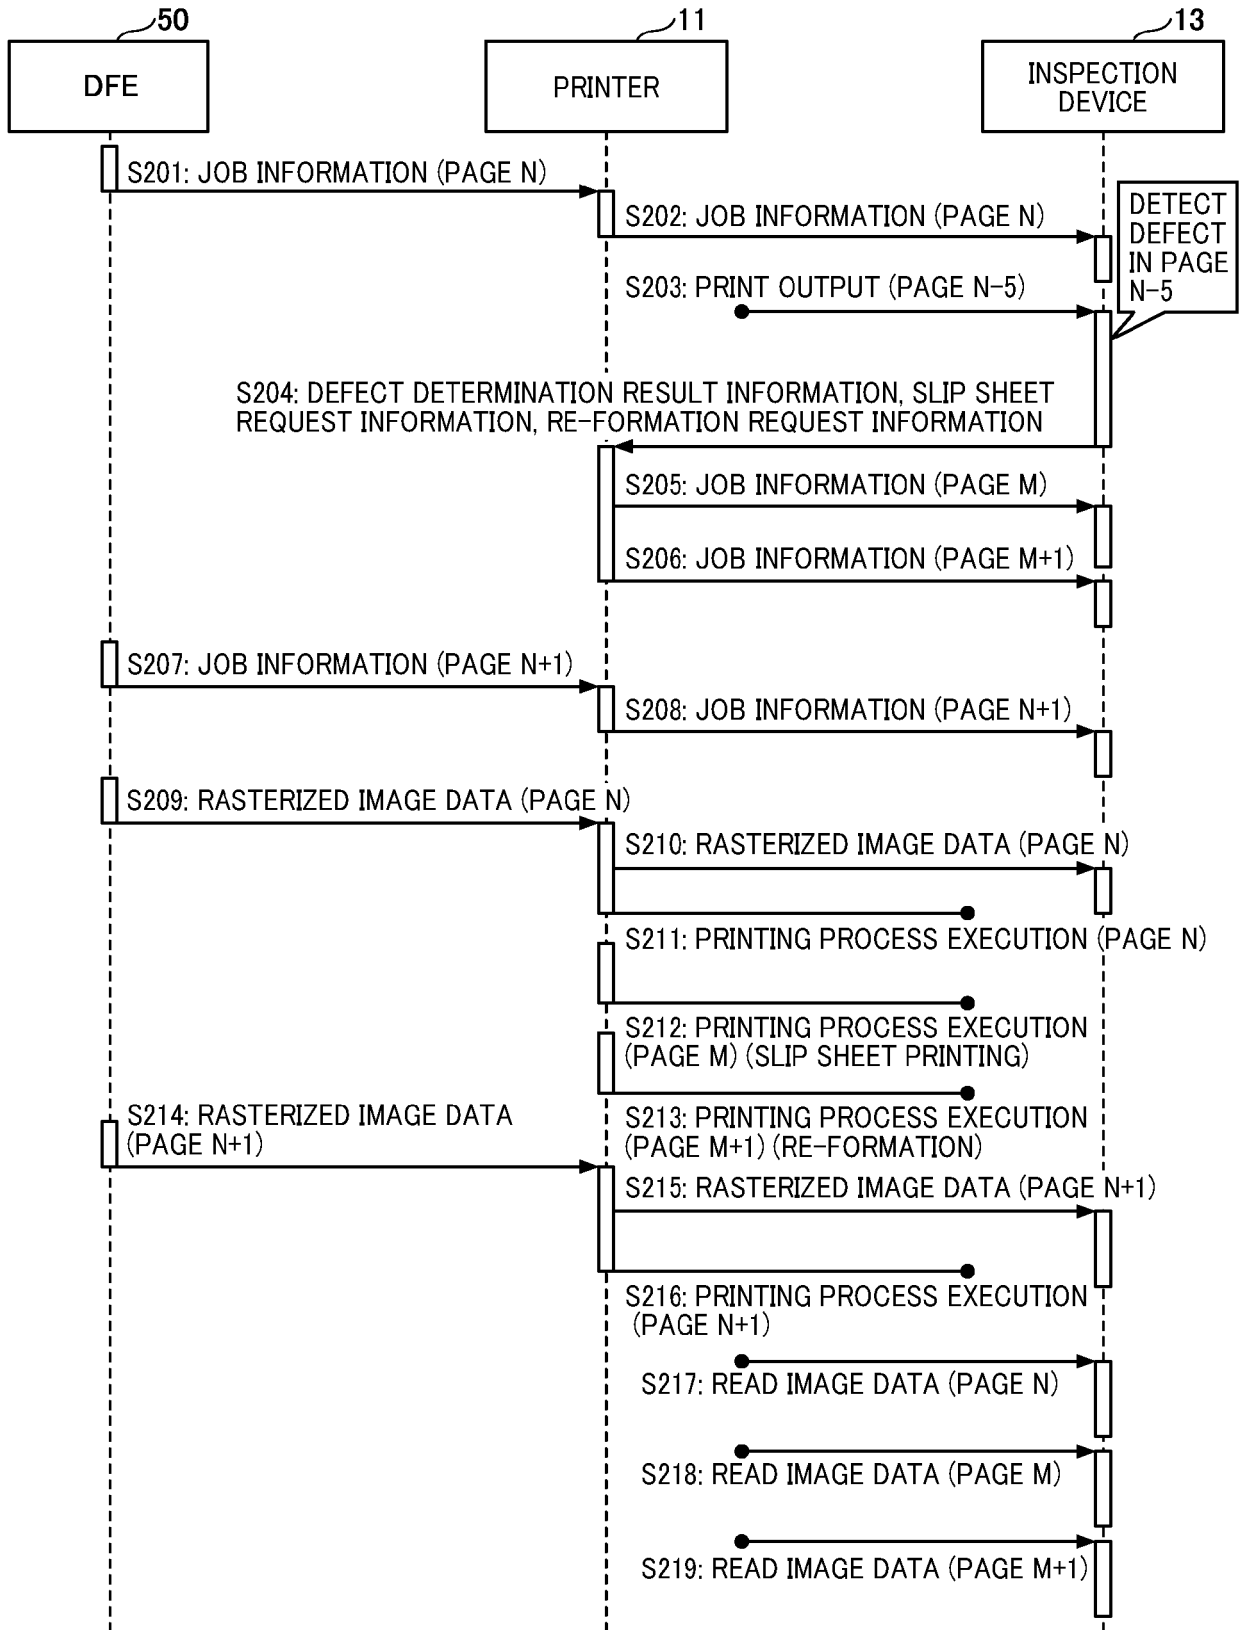 50
11
13
DFE
PRINTER
INSPECTION
DEVICE
S201: JOB INFORMATION (PAGE N)
S202: JOB INFORMATION (PAGE N)
DETECT
DEFECT
IN PAGE
N-5
S203: PRINT OUTPUT (PAGE N-5)
S204: DEFECT DETERMINATION RESULT INFORMATION, SLIP SHEET
REQUEST INFORMATION, RE-FORMATION REQUEST INFORMATION
S205: JOB INFORMATION (PAGE M)
S206: JOB INFORMATION (PAGE M+1)
S207: JOB INFORMATION (PAGE N+1)
S208: JOB INFORMATION (PAGE N+1)
S209: RASTERIZED IMAGE DATA (PAGE N)
S210: RASTERIZED IMAGE DATA (PAGE N)
S211: PRINTING PROCESS EXECUTION (PAGE N)
S212: PRINTING PROCESS EXECUTION
(PAGE M) (SLIP SHEET PRINTING)
S213: PRINTING PROCESS EXECUTION
(PAGE M+1) (RE-FORMATION)
S214: RASTERIZED IMAGE DATA
(PAGE N+1)
S215: RASTERIZED IMAGE DATA (PAGE N+1)
S216: PRINTING PROCESS EXECUTION
(PAGE N+1)
S217: READ IMAGE DATA (PAGE N)
S218: READ IMAGE DATA (PAGE M)
S219: READ IMAGE DATA (PAGE M+1)